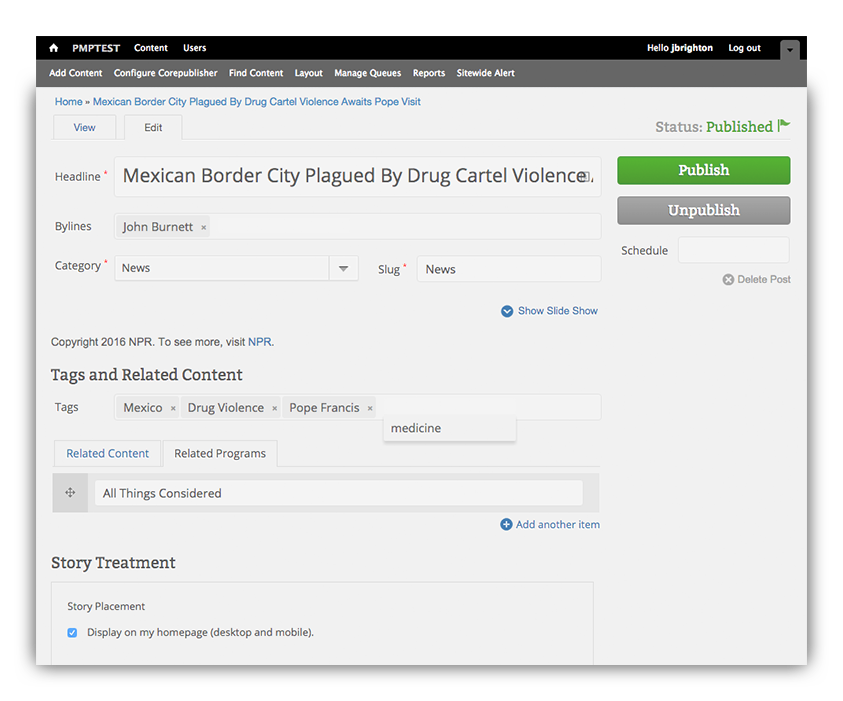 PMPTEST Content Users Hello jbrighton Log out
Add Content Configure Corepublisher Find Content Layout Manage Queues Reports Sitewide Alert
Home » Mexican Border City Plagued By Drug Cartel Violence Awaits Pope Visit
View Edit Status: Published
Headline * Mexican Border City Plagued By Drug Cartel Violence Publish
Unpublish
Bylines John Burnett ×
Schedule
Category * News Slug * News
Delete Post
Show Slide Show
Copyright 2016 NPR. To see more, visit NPR.
Tags and Related Content
Tags Mexico × Drug Violence × Pope Francis ×
medicine
Related Content Related Programs
All Things Considered
Add another item
Story Treatment
Story Placement
Display on my homepage (desktop and mobile).